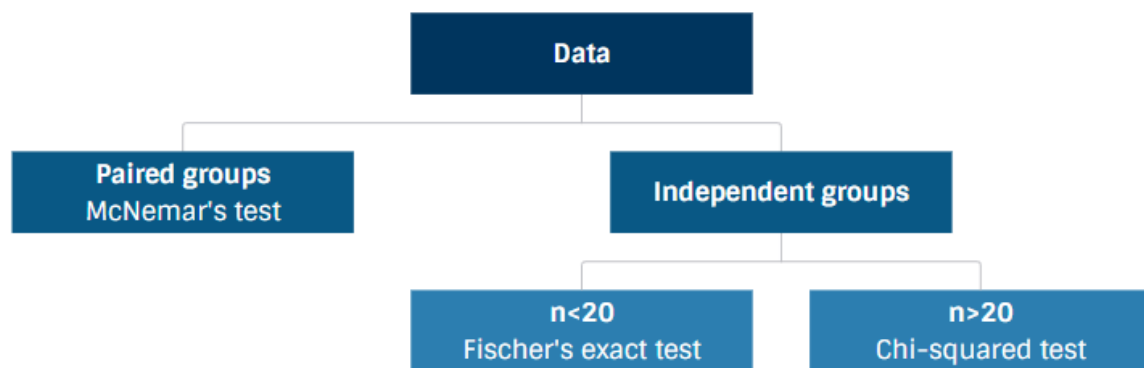 Data
Paired groups
McNemar's test
Independent groups
n<20
Fischer's exact test
n>20
Chi-squared test